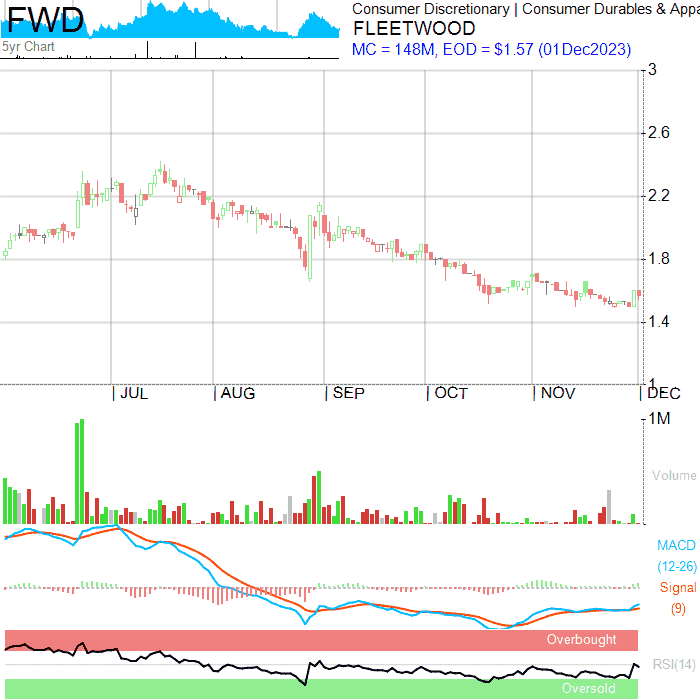 FWD
5yr Chart
Consumer Discretionary | Consumer Durables & Appa
FLEETWOOD
MC = 148M, EOD = $1.57 (01Dec2023)
3
2.6
2.2
1.8
1.4
1
JUL AUG SEP OCT NOV DEC
1M
Volume
MACD
(12-26)
Signal
(9)
Overbought
RSI(14)
Oversold